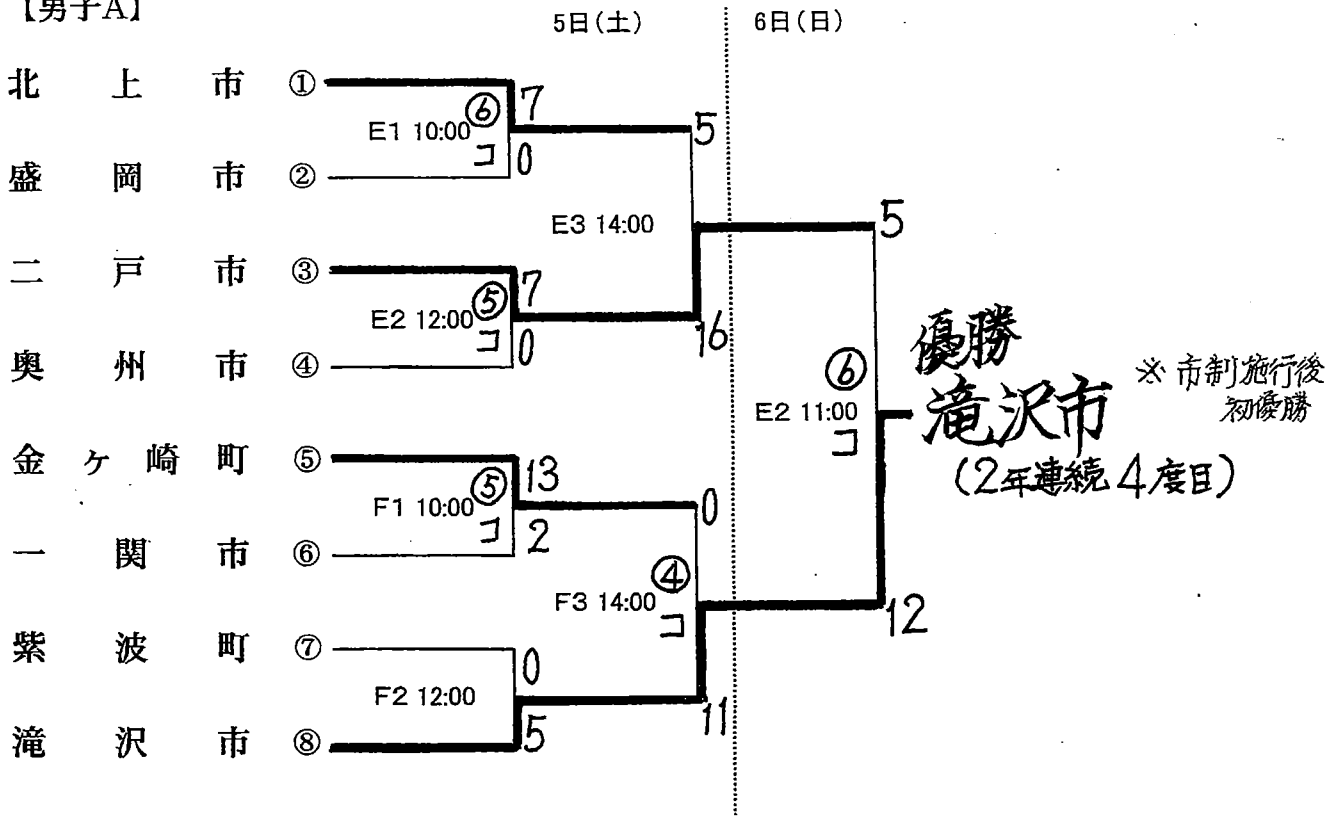 【男子A】
5日(土) 6日(日)
北上市 ①
7
E1 10:00 ⑥
コ
0
5
盛岡市 ②
E3 14:00
5
二戸市 ③
7
E2 12:00 ⑤
コ
0
16
奥州市 ④
優勝
⑥
E2 11:00
コ
滝沢市
※市制施行後
初優勝
(2年連続4度目)
金ヶ崎町 ⑤
13
F1 10:00 ⑤
コ
2
0
一関市 ⑥
④
F3 14:00
コ
12
紫波町 ⑦
0
F2 12:00
5
11
滝沢市 ⑧